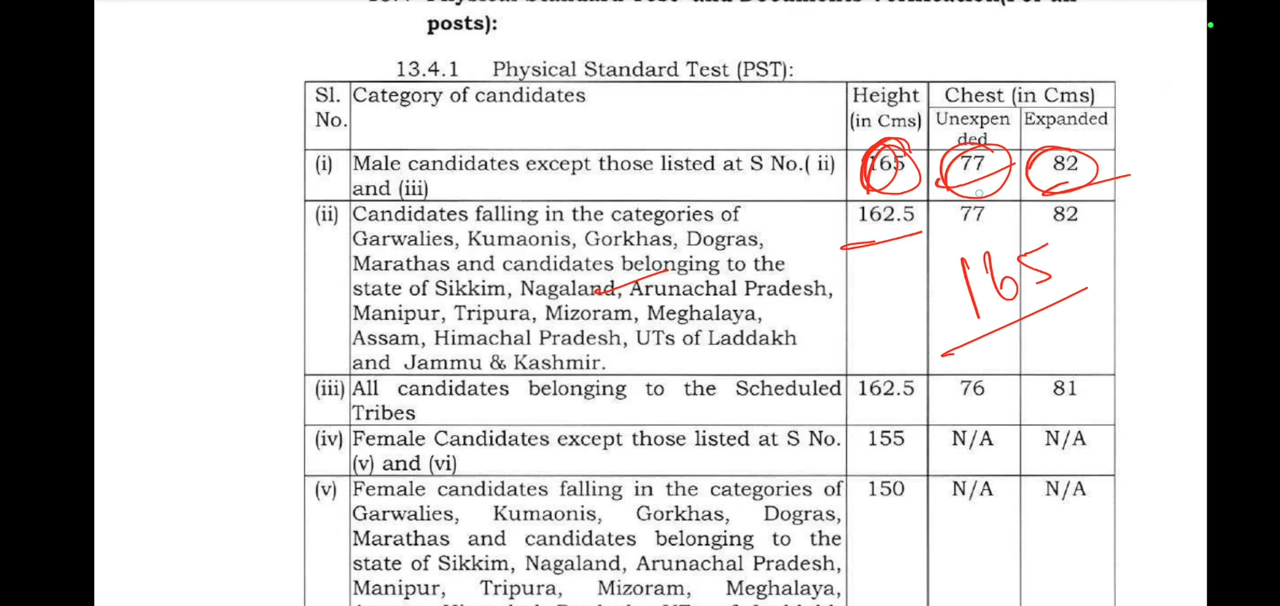 posts):
13.4.1 Physical Standard Test (PST):
Sl. No. Category of candidates Height (in Cms) Chest (in Cms)
Unexpen ded Expanded
(i) Male candidates except those listed at S No.( ii) 165 77 82
and (iii)
(ii) Candidates falling in the categories of 162.5 77 82
Garwalies, Kumaonis, Gorkhas, Dogras,
Marathas and candidates belonging to the
state of Sikkim, Nagaland, Arunachal Pradesh,
Manipur, Tripura, Mizoram, Meghalaya,
Assam, Himachal Pradesh, UTs of Laddakh
and Jammu & Kashmir.
165
(iii) All candidates belonging to the Scheduled 162.5 76 81
Tribes
(iv) Female Candidates except those listed at S No. 155 N/A N/A
(v) and (vi)
(v) Female candidates falling in the categories of 150 N/A N/A
Garwalies, Kumaonis, Gorkhas, Dogras,
Marathas and candidates belonging to the
state of Sikkim, Nagaland, Arunachal Pradesh,
Manipur, Tripura, Mizoram, Meghalaya,